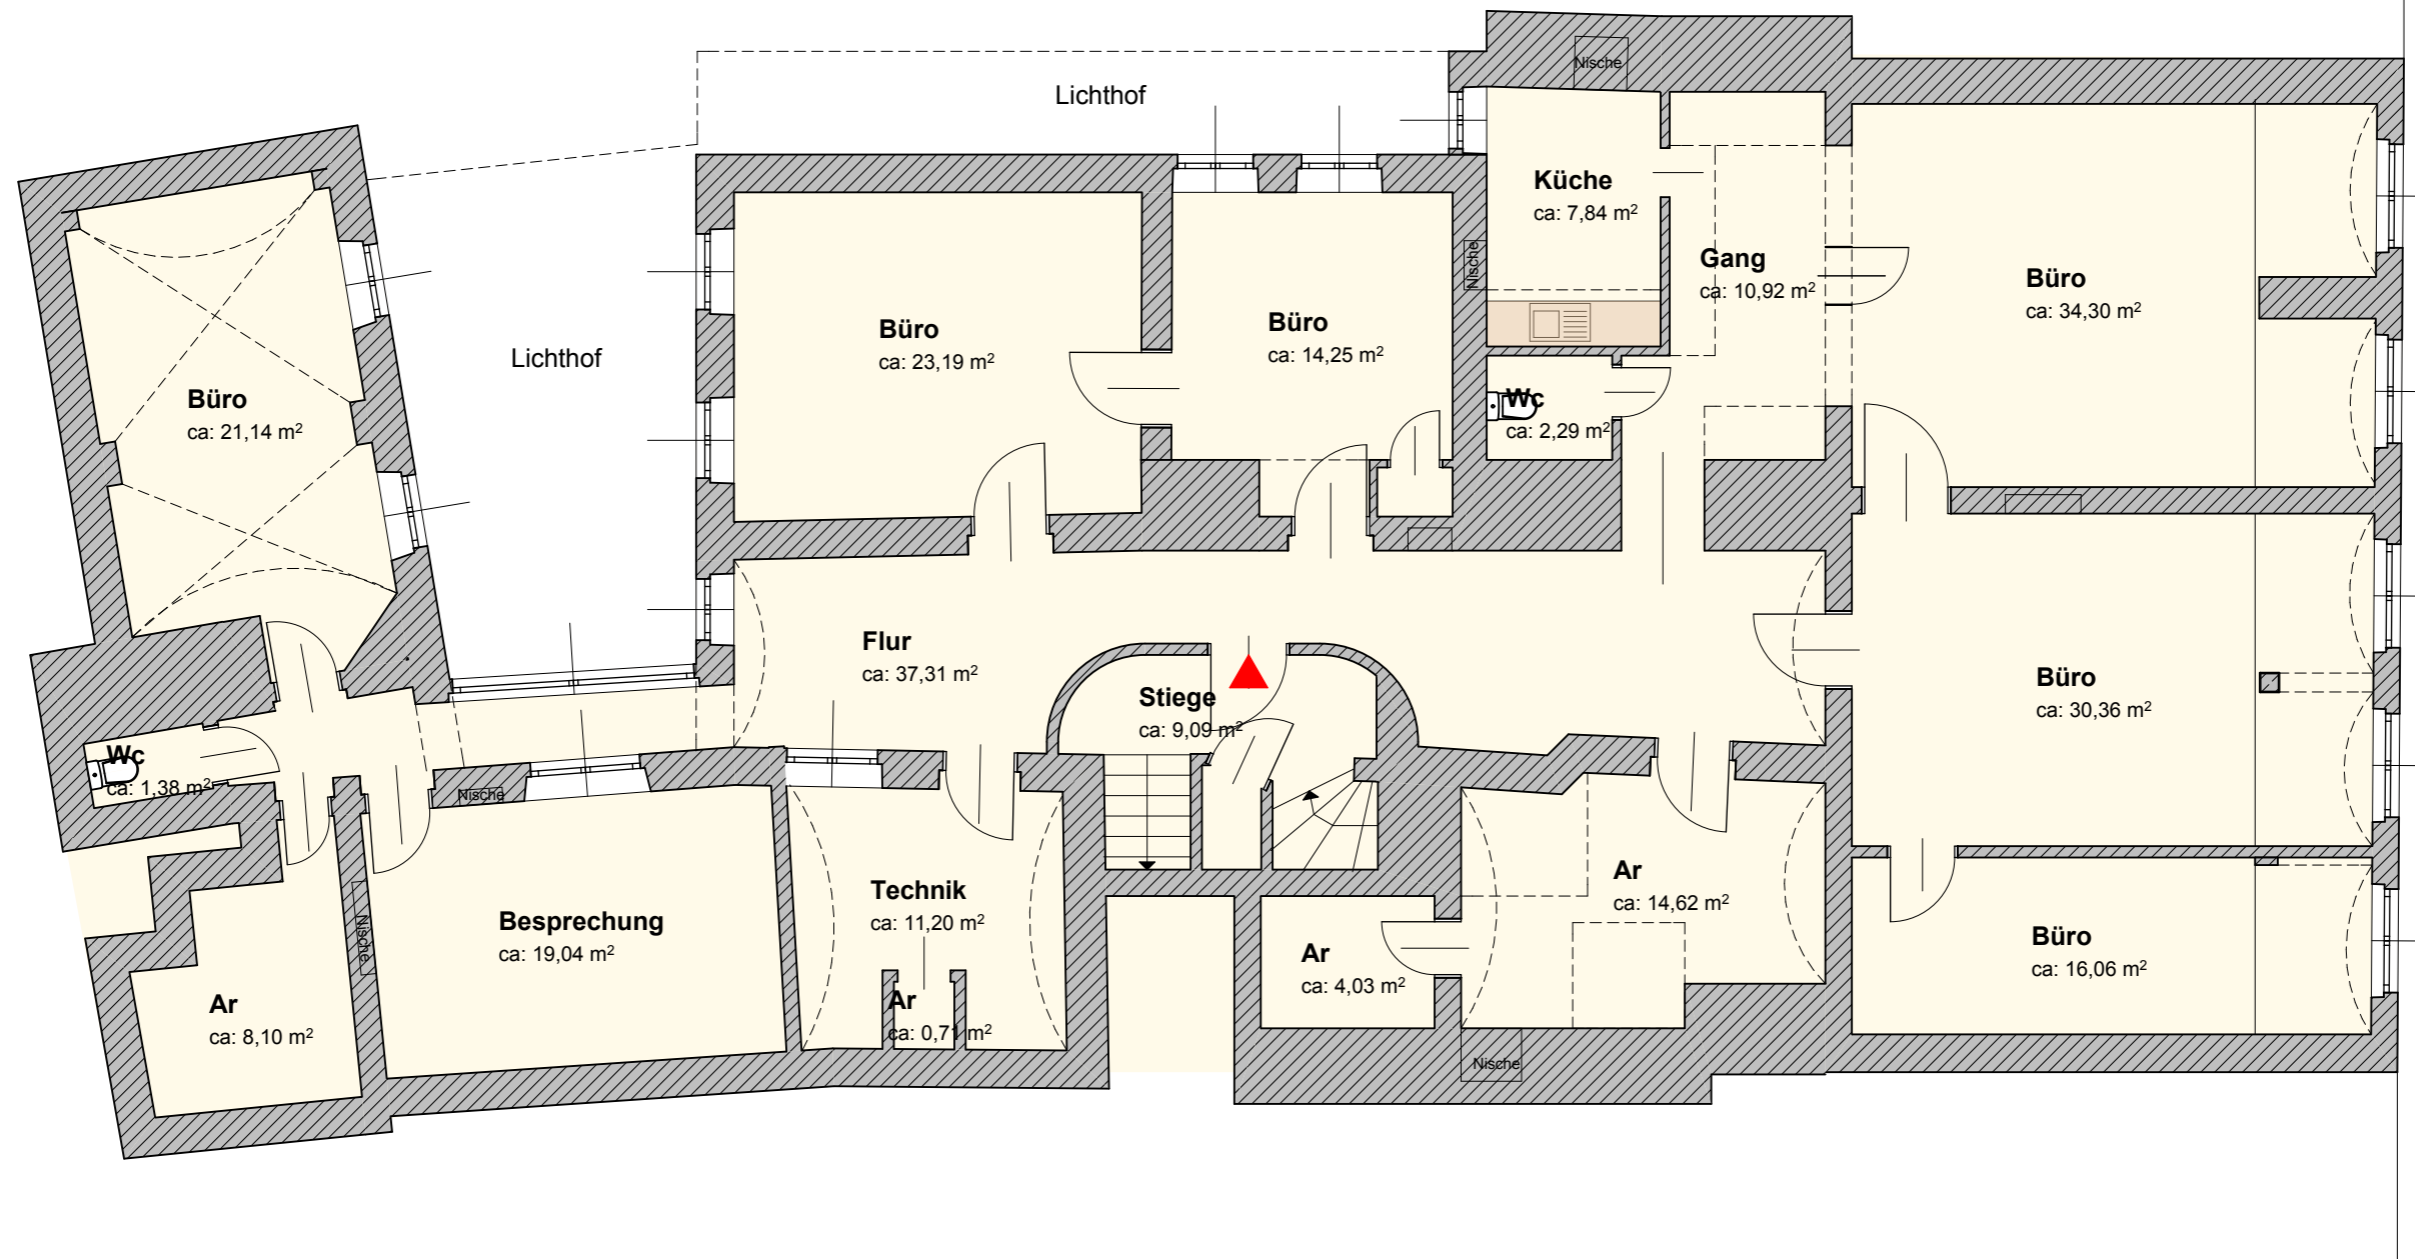 Nische
Lichthof
Küche
ca: 7,84 m²
Gang
ca: 10,92 m²
Büro
ca: 34,30 m²
Nische
Büro
ca: 23,19 m²
Büro
ca: 14,25 m²
Lichthof
Büro
ca: 21,14 m²
Wc
ca: 2,29 m²
Flur
ca: 37,31 m²
Stiege
ca: 9,09 m²
Büro
ca: 30,36 m²
Wc
ca: 1,38 m²
Nische
Technik
ca: 11,20 m²
Ar
ca: 14,62 m²
Besprechung
ca: 19,04 m²
Nische
Büro
ca: 16,06 m²
Ar
ca: 4,03 m²
Ar
ca: 8,10 m²
Ar
ca: 0,71 m²
Nische